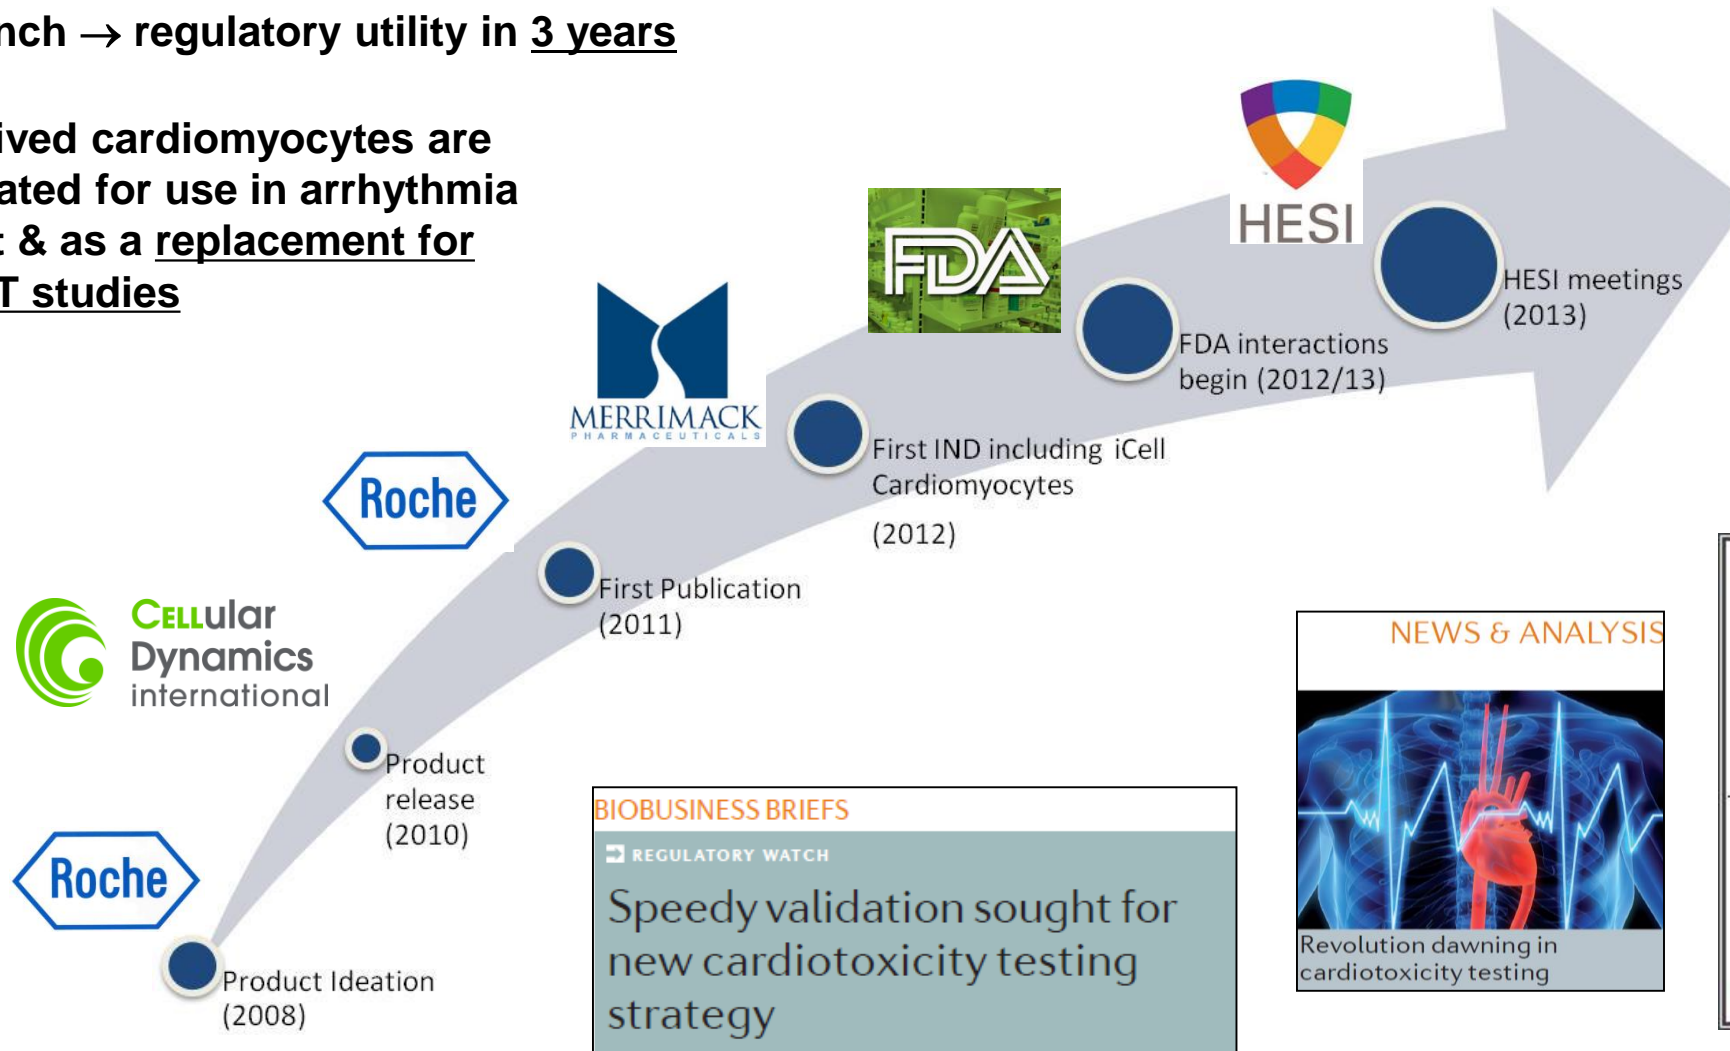 nch → regulatory utility in 3 years
ived cardiomyocytes are
ated for use in arrhythmia
t & as a replacement for
T studies
HESI
FDA
HESI meetings
(2013)
FDA interactions
begin (2012/13)
MERRIMACK
PHARMACEUTICALS
First IND including iCell
Cardiomyocytes
(2012)
Roche
First Publication
(2011)
CELLular
Dynamics
international
Product
release
(2010)
Roche
Product Ideation
(2008)
BIOBUSINESS BRIEFS
REGULATORY WATCH
Speedy validation sought for
new cardiotoxicity testing
strategy
NEWS & ANALYSIS
Revolution dawning in
cardiotoxicity testing